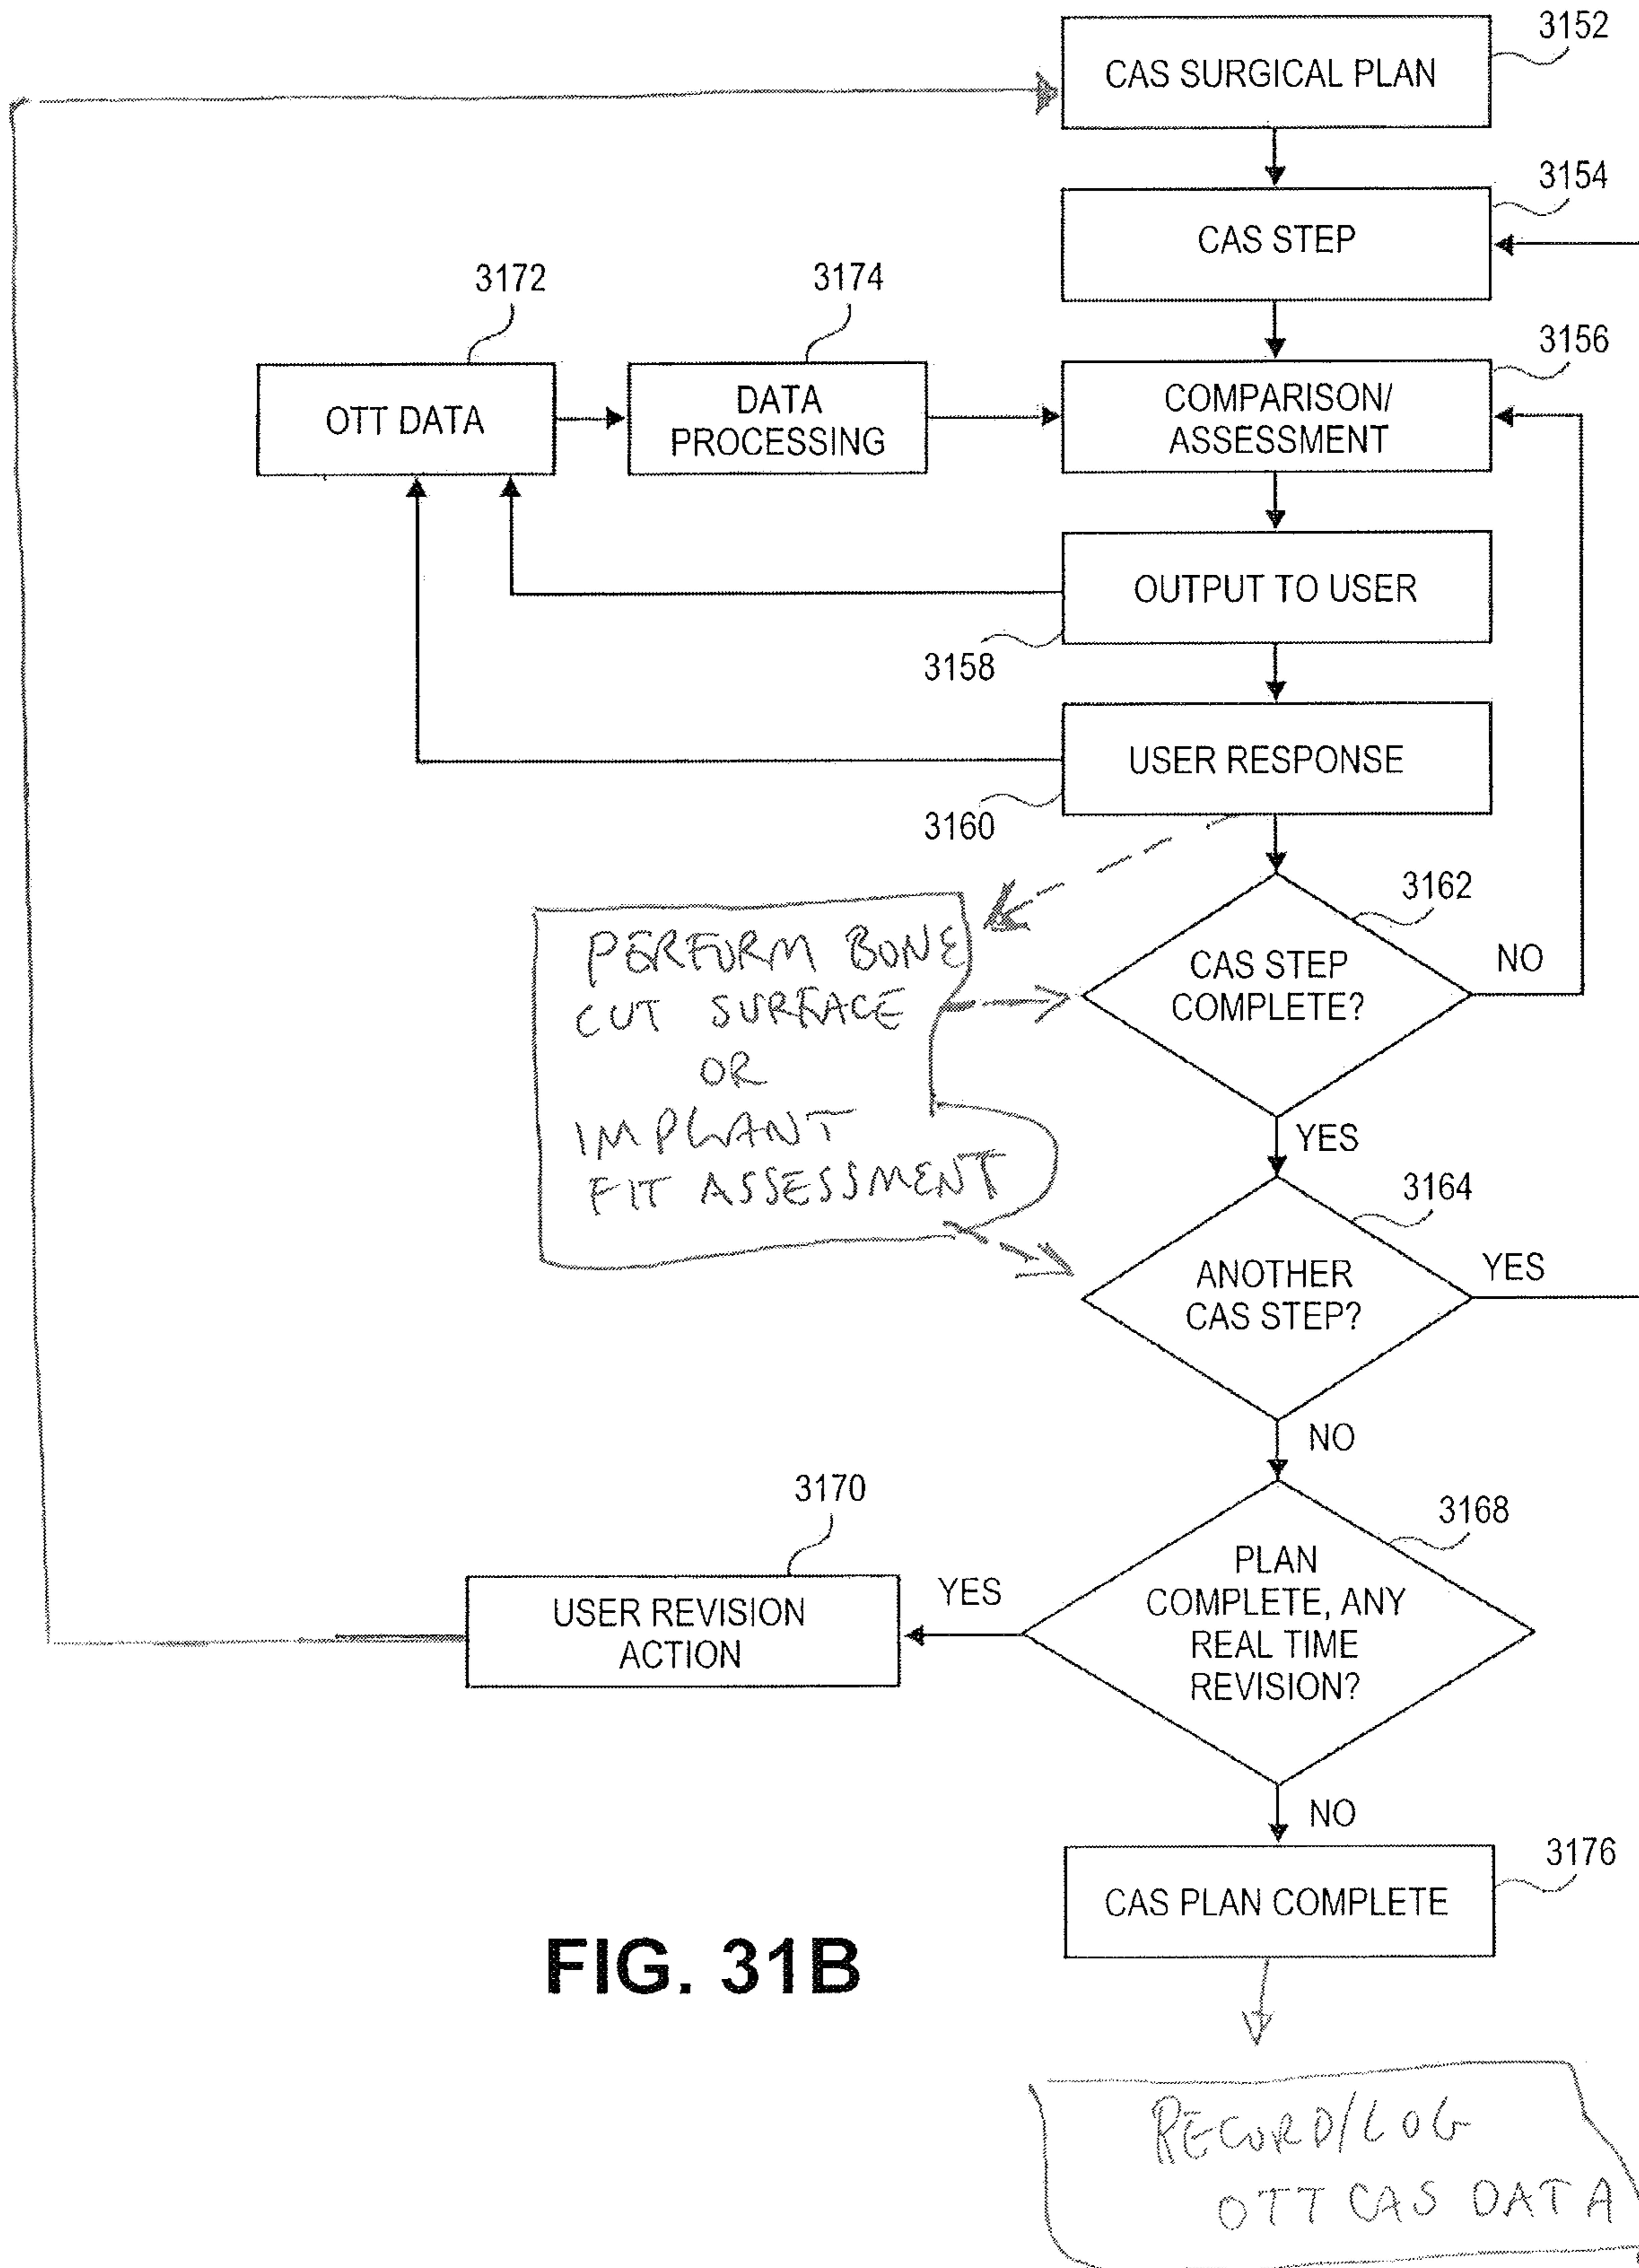 3152
CAS SURGICAL PLAN
3154
CAS STEP
3172
3174
3156
OTT DATA
DATA
PROCESSING
COMPARISON/
ASSESSMENT
OUTPUT TO USER
3158
USER RESPONSE
3160
3162
PERFORM BONE
CUT SURFACE
OR
IMPLANT
FIT ASSESSMENT
CAS STEP
COMPLETE?
NO
YES
3164
ANOTHER
CAS STEP?
YES
NO
3170
3168
USER REVISION
ACTION
YES
PLAN
COMPLETE, ANY
REAL TIME
REVISION?
NO
3176
CAS PLAN COMPLETE
FIG. 31B
RECORD/LOG
OTT CAS DATA